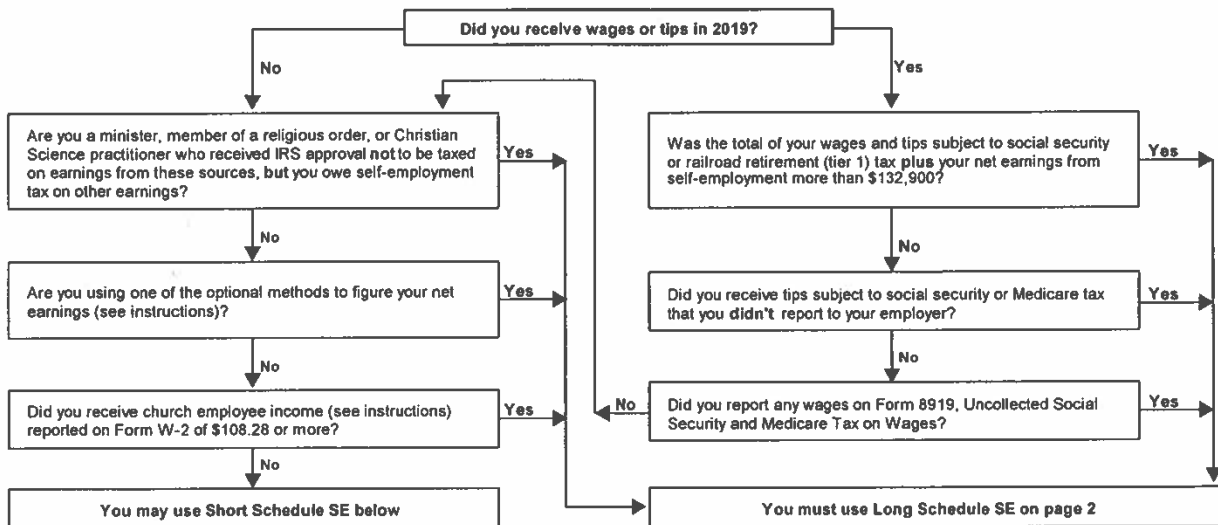 Did you receive wages or tips in 2019?
No
Yes
Are you a minister, member of a religious order, or Christian
Science practitioner who received IRS approval not to be taxed
on earnings from these sources, but you owe self-employment
tax on other earnings?
Yes
Was the total of your wages and tips subject to social security
or railroad retirement (tier 1) tax plus your net earnings from
self-employment more than $132,900?
Yes
No
No
Are you using one of the optional methods to figure your net
earnings (see instructions)?
Yes
Did you receive tips subject to social security or Medicare tax
that you didn't report to your employer?
Yes
No
No
Did you receive church employee income (see instructions)
reported on Form W-2 of $108.28 or more?
Yes
No
Did you report any wages on Form 8919, Uncollected Social
Security and Medicare Tax on Wages?
Yes
No
You may use Short Schedule SE below
You must use Long Schedule SE on page 2